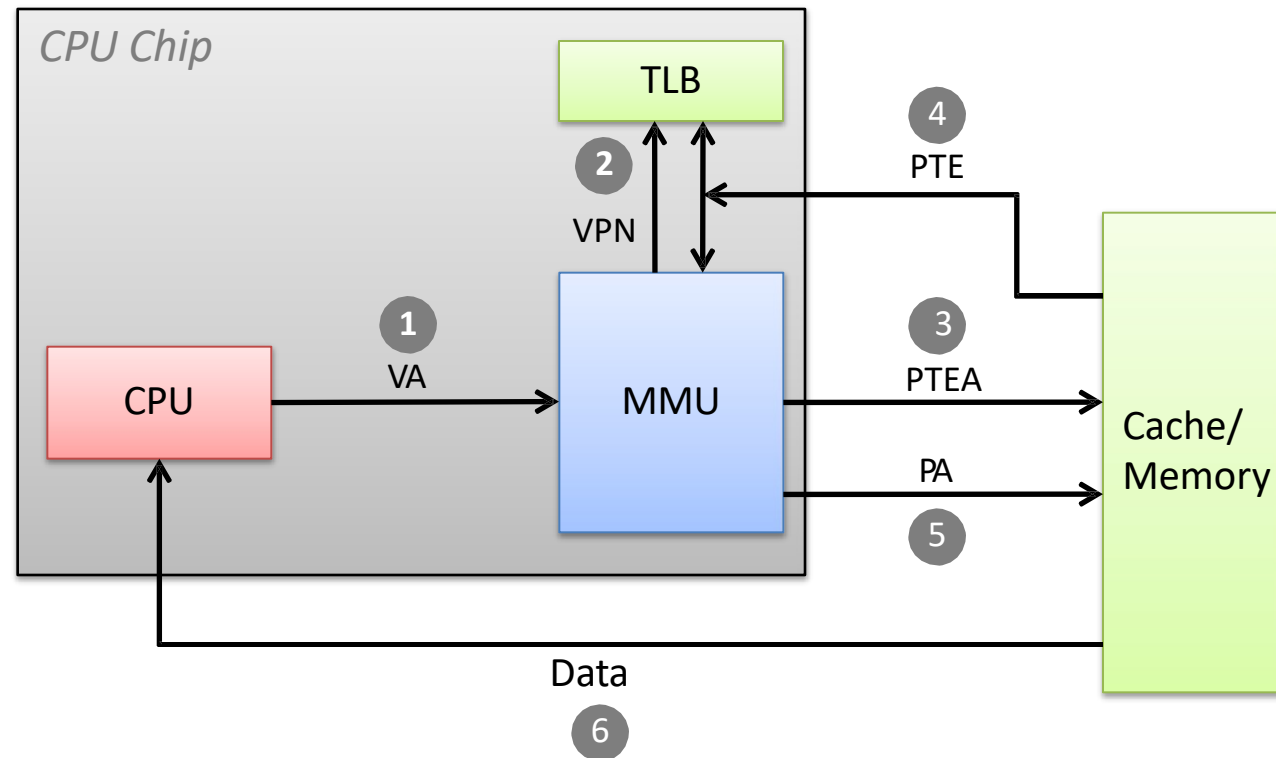 CPU Chip
TLB
4
PTE
2
VPN
1
VA
3
PTEA
CPU
MMU
Cache/
Memory
PA
5
Data
6